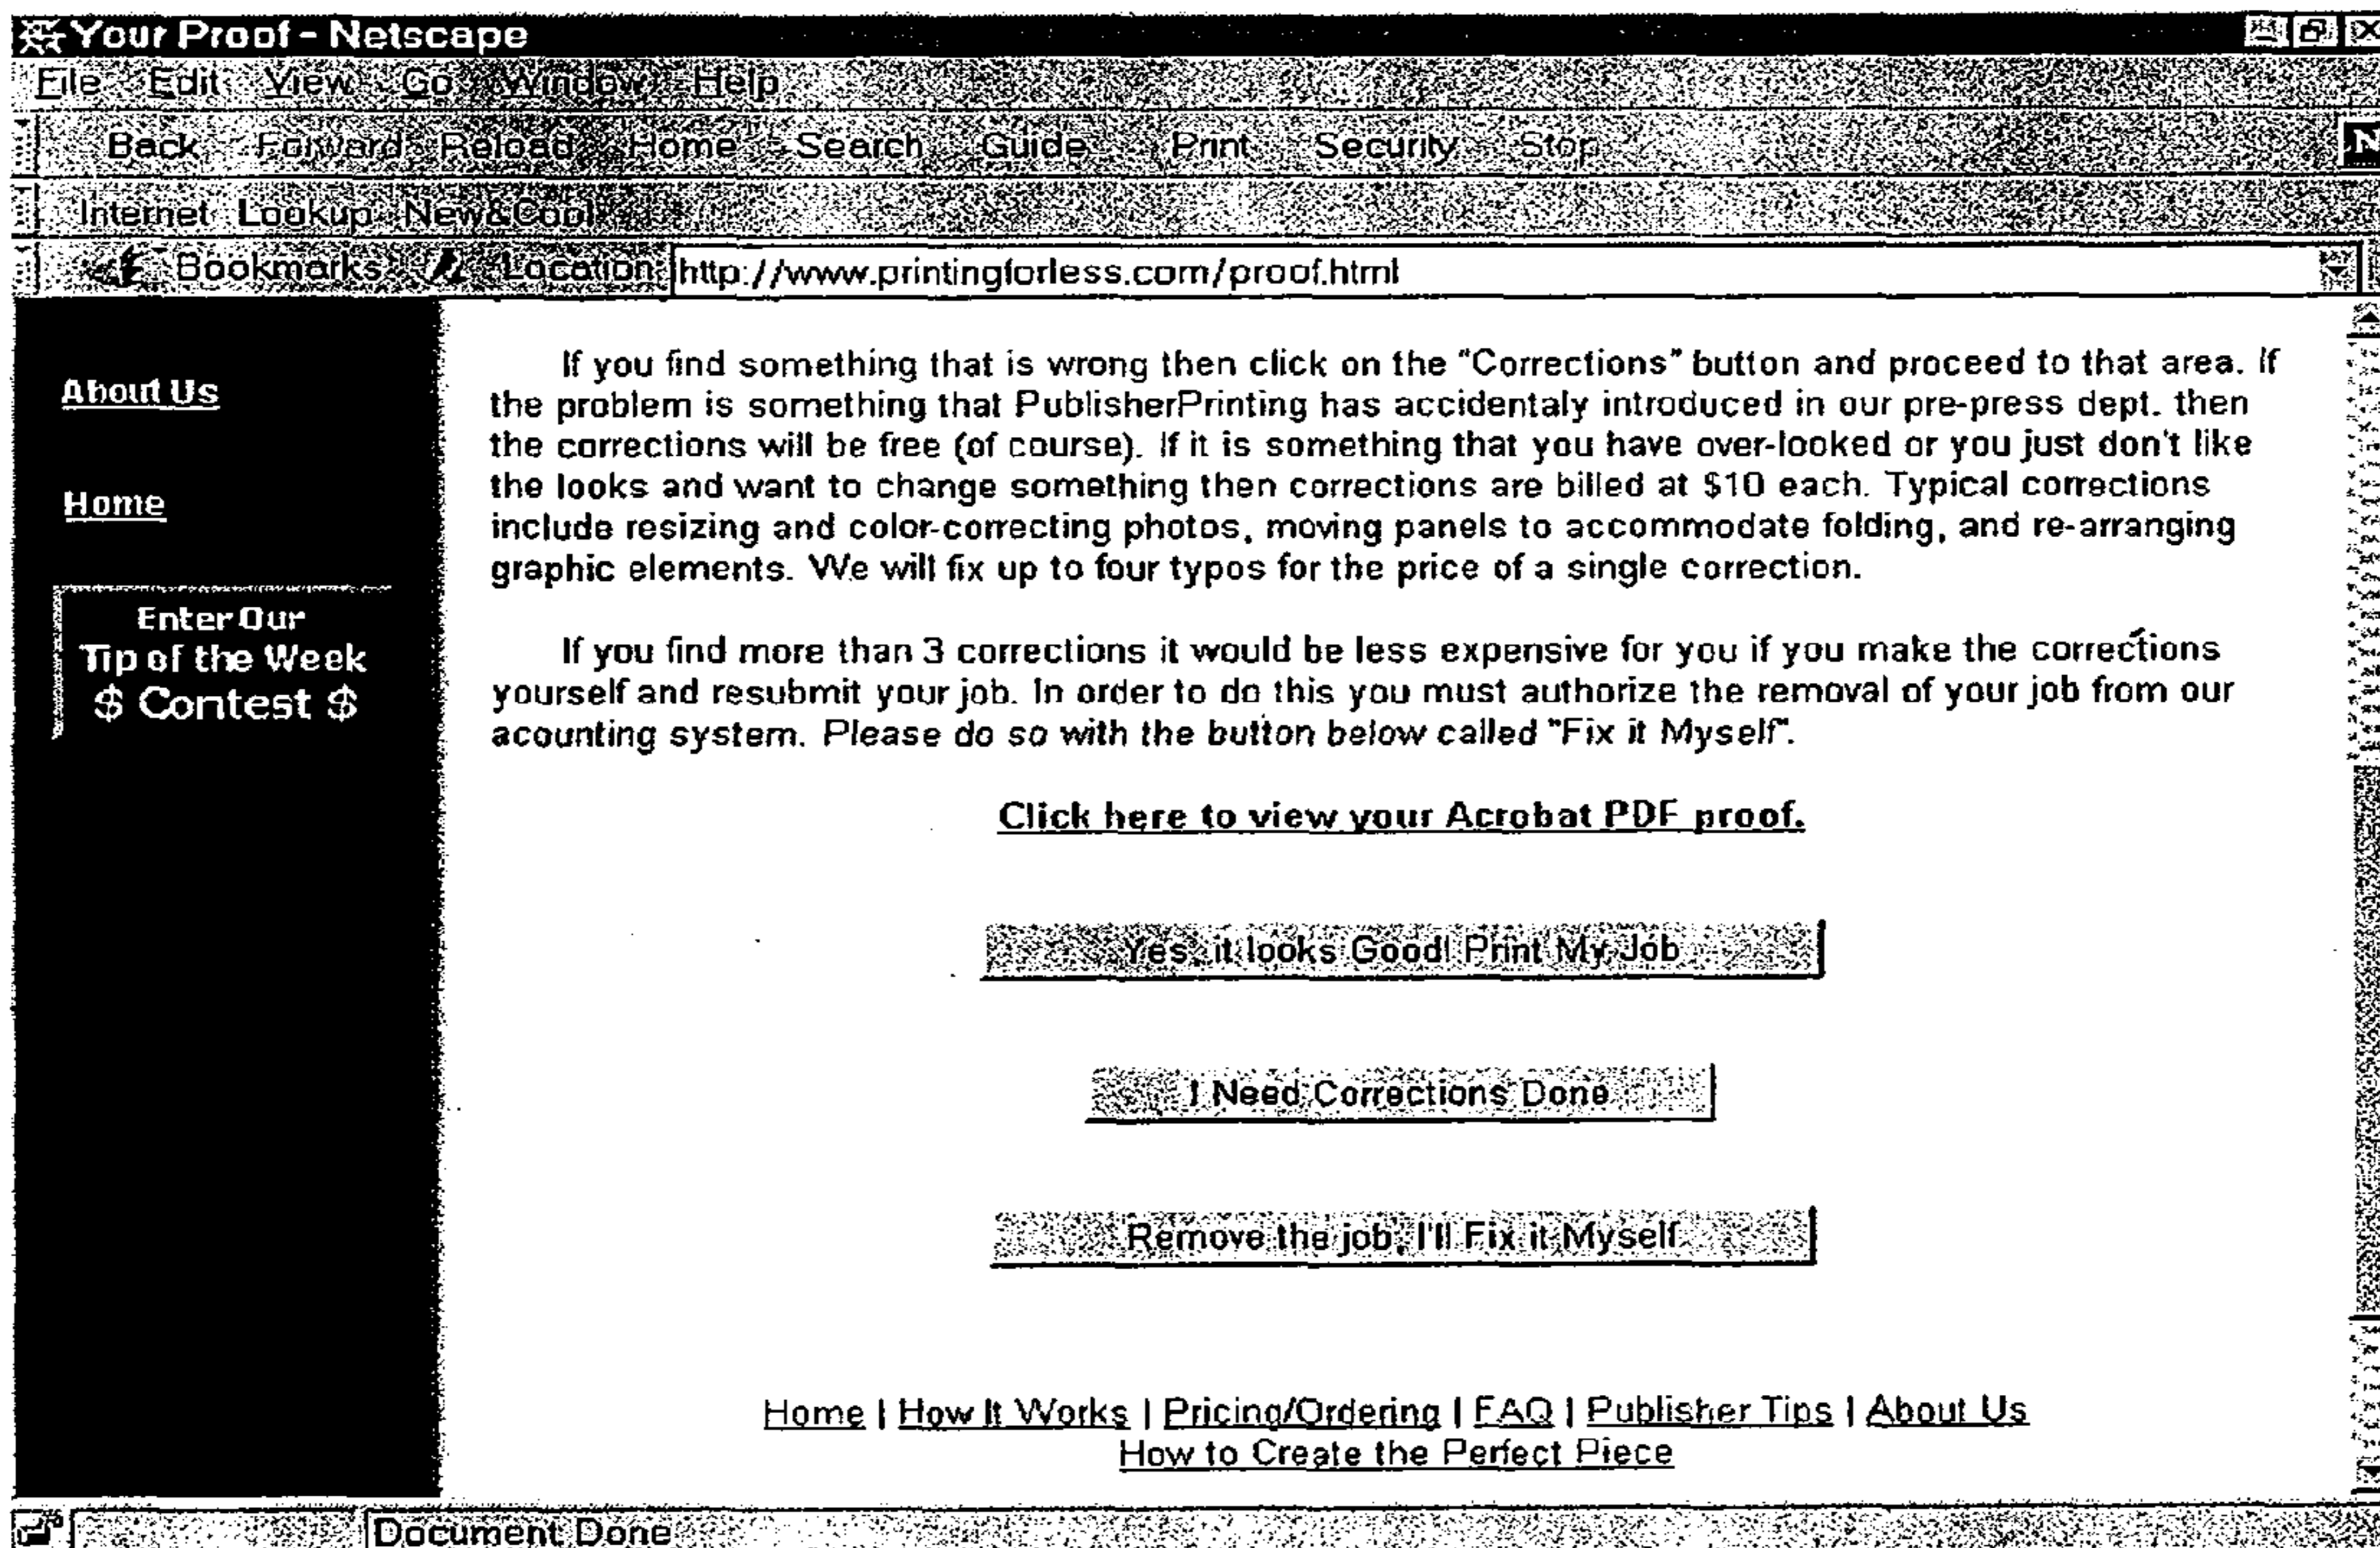 Your Proof - Netscape
File Edit View Go Window Help
Back Forward Reload Home Search Guide Print Security Stop
N
Internet Lookup New&Cool
Bookmarks Location: http://www.printingforless.com/proof.html
About Us
Home
Enter Our
Tip of the Week
$ Contest $
If you find something that is wrong then click on the "Corrections" button and proceed to that area. If
the problem is something that PublisherPrinting has accidentaly introduced in our pre-press dept. then
the corrections will be free (of course). If it is something that you have over-looked or you just don't like
the looks and want to change something then corrections are billed at $10 each. Typical corrections
include resizing and color-correcting photos, moving panels to accommodate folding, and re-arranging
graphic elements. We will fix up to four typos for the price of a single correction.
If you find more than 3 corrections it would be less expensive for you if you make the corrections
yourself and resubmit your job. In order to do this you must authorize the removal of your job from our
acounting system. Please do so with the button below called "Fix it Myself".
Click here to view your Acrobat PDF proof.
Yes, it looks Good! Print My Job
I Need Corrections Done
Remove the job, I'll Fix it Myself
Home | How It Works | Pricing/Ordering | FAQ | Publisher Tips | About Us
How to Create the Perfect Piece
Document Done